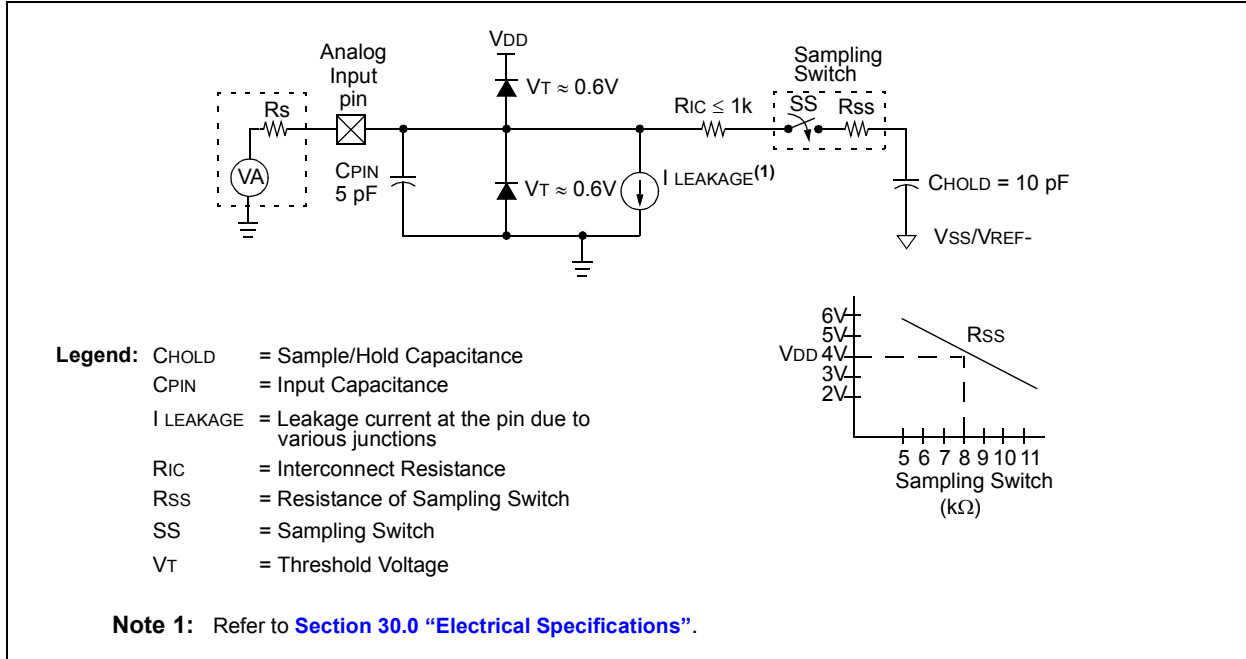 VDD
Analog
Input
pin
Sampling
Switch
VT ≈ 0.6V
RIC ≤ 1k
SS
RSS
Rs
VA
CPIN
5 pF
VT ≈ 0.6V
I LEAKAGE(1)
CHOLD = 10 pF
VSS/VREF-
6V
5V
VDD 4V
3V
2V
RSS
5 6 7 8 9 10 11
Sampling Switch
(kΩ)
Legend: CHOLD = Sample/Hold Capacitance
CPIN = Input Capacitance
I LEAKAGE = Leakage current at the pin due to
various junctions
RIC = Interconnect Resistance
RSS = Resistance of Sampling Switch
SS = Sampling Switch
VT = Threshold Voltage
Note 1: Refer to Section 30.0 “Electrical Specifications”.